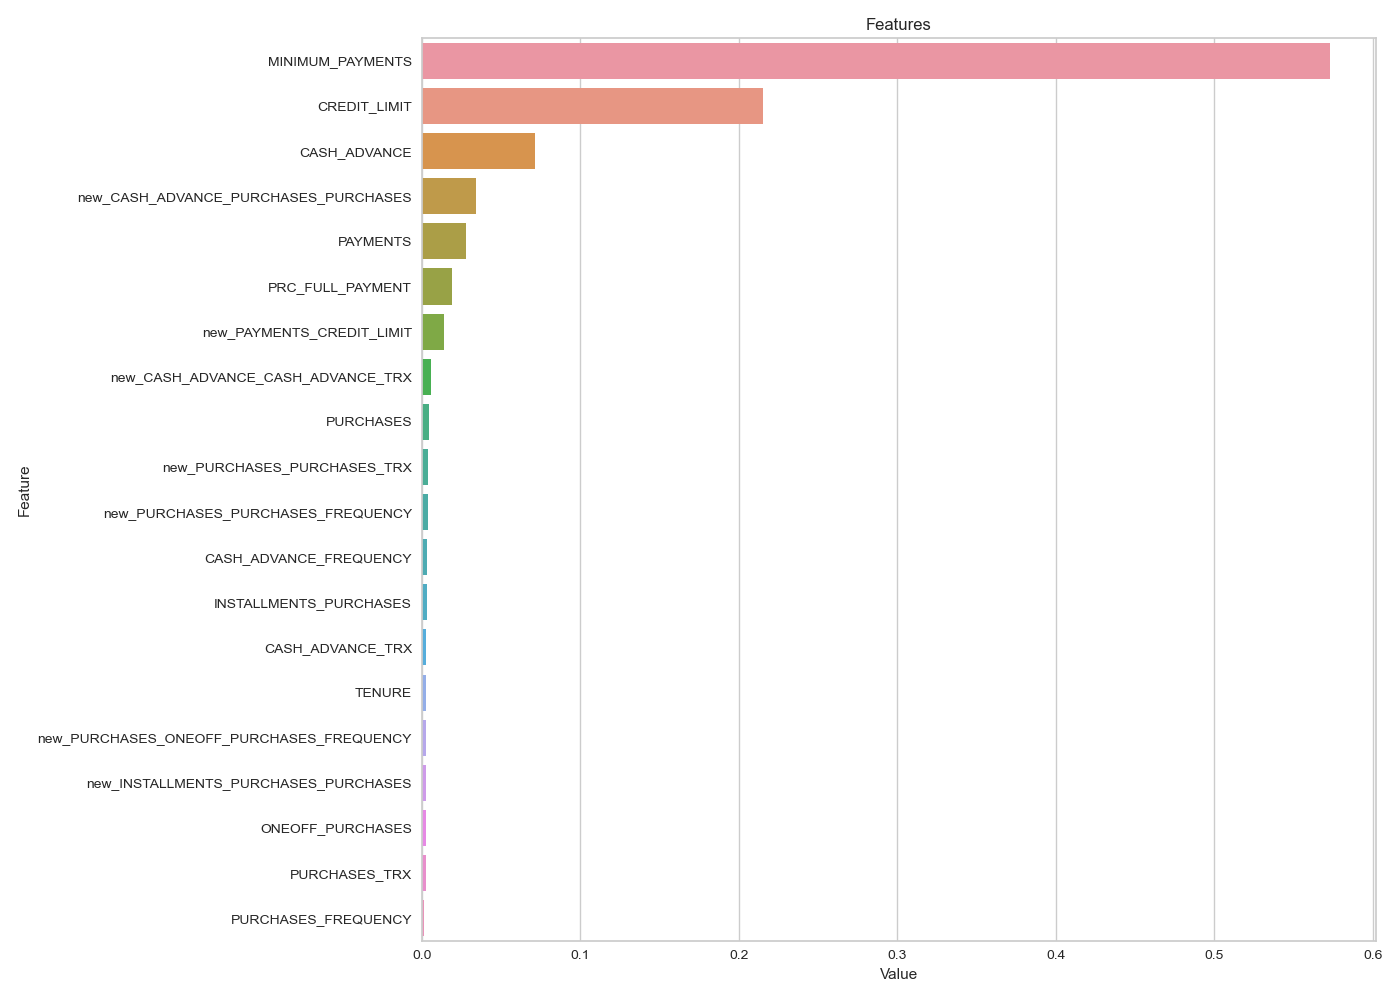 Features
MINIMUM_PAYMENTS
CREDIT_LIMIT
CASH_ADVANCE
new_CASH_ADVANCE_PURCHASES_PURCHASES
PAYMENTS
PRC_FULL_PAYMENT
new_PAYMENTS_CREDIT_LIMIT
new_CASH_ADVANCE_CASH_ADVANCE_TRX
PURCHASES
new_PURCHASES_PURCHASES_TRX
Feature
new_PURCHASES_PURCHASES_FREQUENCY
CASH_ADVANCE_FREQUENCY
INSTALLMENTS_PURCHASES
CASH_ADVANCE_TRX
TENURE
new_PURCHASES_ONEOFF_PURCHASES_FREQUENCY
new_INSTALLMENTS_PURCHASES_PURCHASES
ONEOFF_PURCHASES
PURCHASES_TRX
PURCHASES_FREQUENCY
0.0 0.1 0.2 0.3 0.4 0.5 0.6
Value